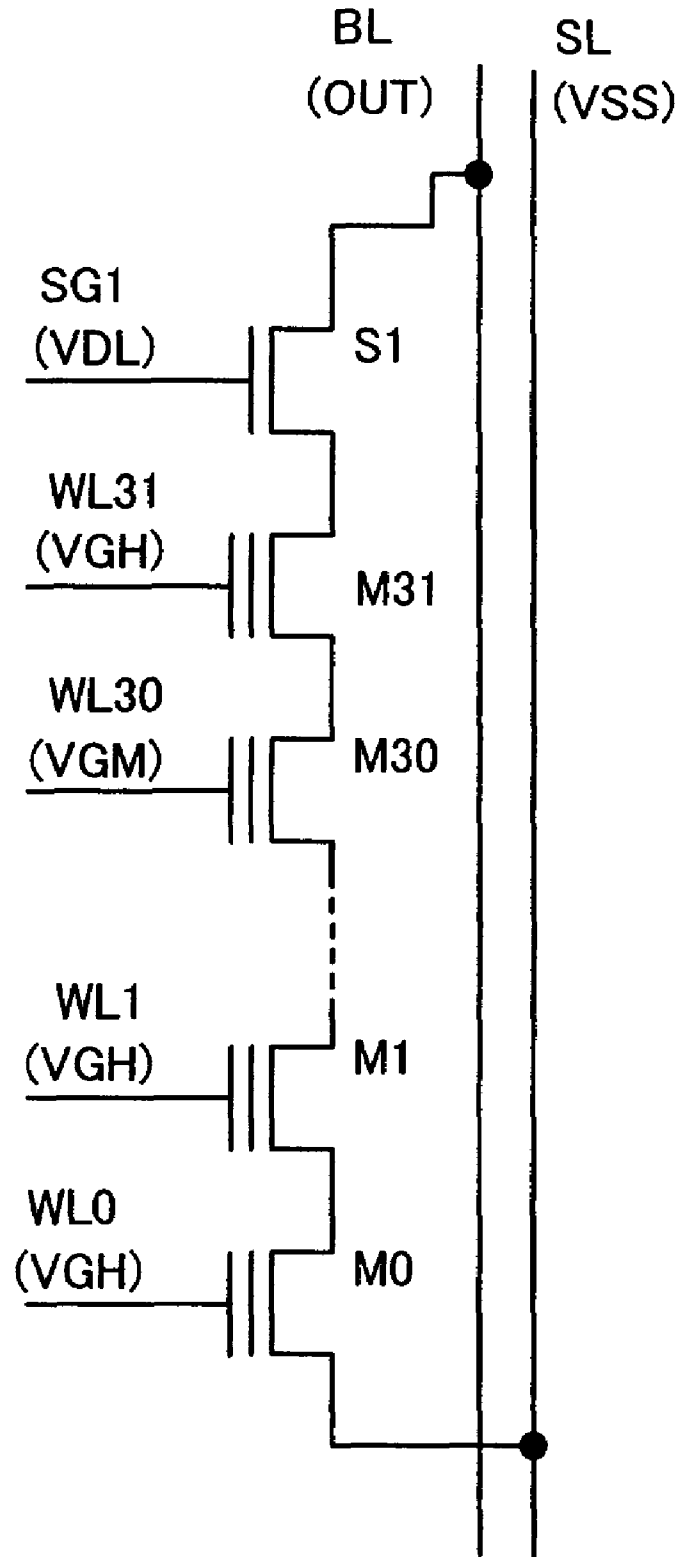 BL
(OUT)
SL
(VSS)
SG1
(VDL)
S1
WL31
(VGH)
M31
WL30
(VGM)
M30
WL1
(VGH)
M1
WL0
(VGH)
M0